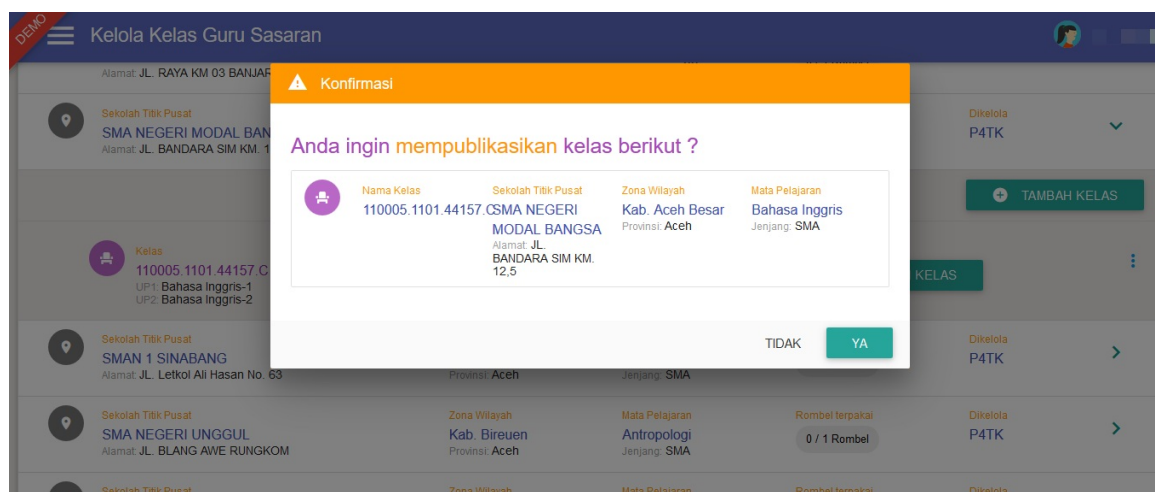 DEMO
Kelola Kelas Guru Sasaran
Alamat: JL. RAYA KM 03 BANJAR
Konfirmasi
Anda ingin mempublikasikan kelas berikut ?
Nama Kelas Sekolah Titik Pusat Zona Wilayah Mata Pelajaran
110005.1101.44157.C SMA NEGERI MODAL BANGSA Kab. Aceh Besar Bahasa Inggris
Alamat: JL. BANDARA SIM KM. 12,5 Provinsi: Aceh Jenjang: SMA
TIDAK YA
Sekolah Titik Pusat Dikelola
SMA NEGERI MODAL BAN P4TK
Alamat: JL. BANDARA SIM KM. 1
TAMBAH KELAS
Kelas
110005.1101.44157.C KELAS
UP1: Bahasa Inggris-1
UP2: Bahasa Inggris-2
Sekolah Titik Pusat Dikelola
SMAN 1 SINABANG P4TK
Alamat: JL. Letkol Ali Hasan No. 63 Provinsi: Aceh Jenjang: SMA
Sekolah Titik Pusat Zona Wilayah Mata Pelajaran Rombel terpakai Dikelola
SMA NEGERI UNGGUL Kab. Bireuen Antropologi 0 / 1 Rombel P4TK
Alamat: JL. BLANG AWE RUNGKOM Provinsi: Aceh Jenjang: SMA
Sekolah Titik Pusat Zona Wilayah Mata Pelajaran Rombel terpakai Dikelola